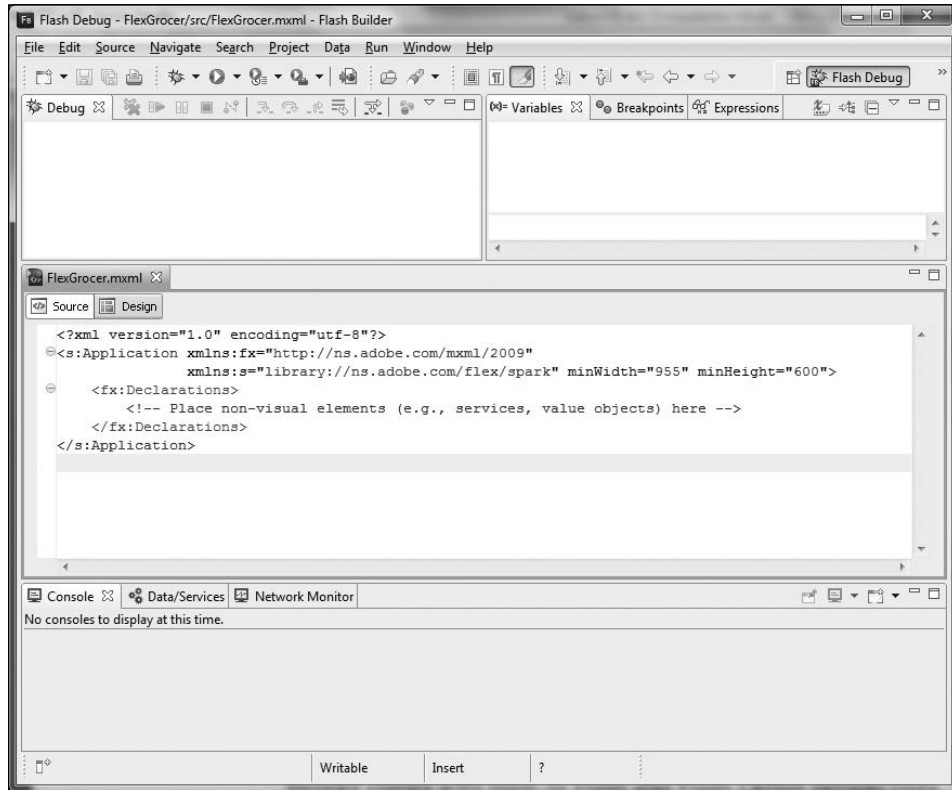 Fb Flash Debug - FlexGrocer/src/FlexGrocer.mxml - Flash Builder
File Edit Source Navigate Search Project Data Run Window Help
Flash Debug
Debug
(x)= Variables Breakpoints Expressions
FlexGrocer.mxml
Source Design
<?xml version="1.0" encoding="utf-8"?>
<s:Application xmlns:fx="http://ns.adobe.com/mxml/2009"
xmlns:s="library://ns.adobe.com/flex/spark" minWidth="955" minHeight="600">
<fx:Declarations>
<!-- Place non-visual elements (e.g., services, value objects) here -->
</fx:Declarations>
</s:Application>
Console Data/Services Network Monitor
No consoles to display at this time.
Writable Insert ?